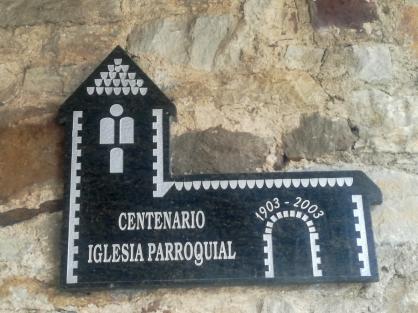 1903 - 2003
CENTENARIO
IGLESIA PARROQUIAL